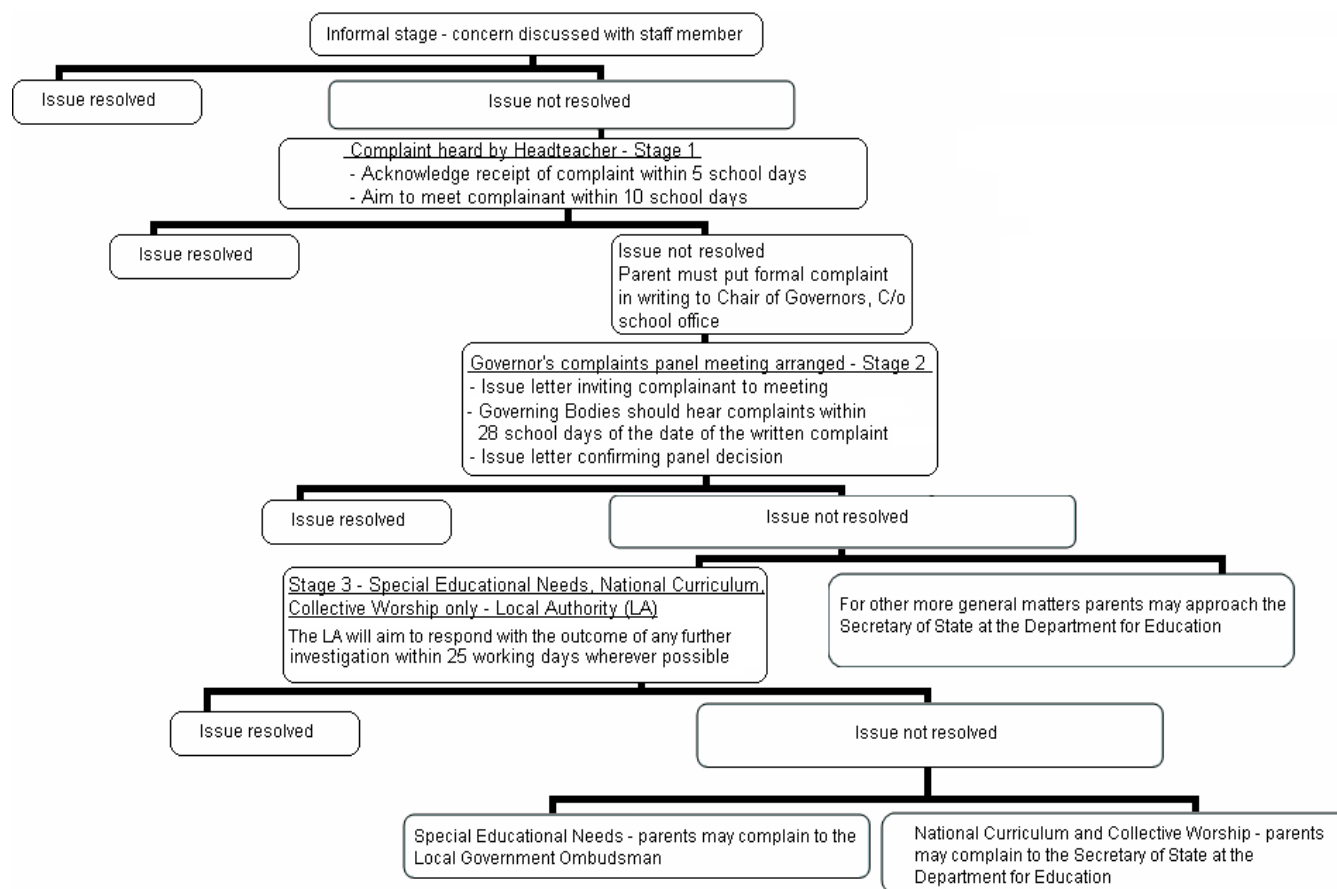 Informal stage - concern discussed with staff member
Issue resolved
Issue not resolved
Complaint heard by Headteacher - Stage 1
- Acknowledge receipt of complaint within 5 school days
- Aim to meet complainant within 10 school days
Issue resolved
Issue not resolved
Parent must put formal complaint
in writing to Chair of Governors, C/o
school office
Governor's complaints panel meeting arranged - Stage 2
- Issue letter inviting complainant to meeting
- Governing Bodies should hear complaints within
28 school days of the date of the written complaint
- Issue letter confirming panel decision
Issue resolved
Issue not resolved
Stage 3 - Special Educational Needs, National Curriculum,
Collective Worship only - Local Authority (LA)
The LA will aim to respond with the outcome of any further
investigation within 25 working days wherever possible
For other more general matters parents may approach the
Secretary of State at the Department for Education
Issue resolved
Issue not resolved
Special Educational Needs - parents may complain to the
Local Government Ombudsman
National Curriculum and Collective Worship - parents
may complain to the Secretary of State at the
Department for Education